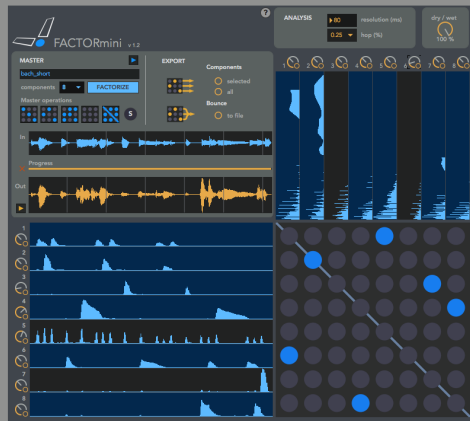 ?
FACTORmini v 1.2
ANALYSIS
80 resolution (ms)
0.25 hop (%)
dry / wet
100 %
MASTER
bach_short
components 8 FACTORIZE
Master operations
S
EXPORT
Components
selected
all
Bounce
to file
1 2 3 4 5 6 7 8
In
Progress
Out
1
2
3
4
5
6
7
8